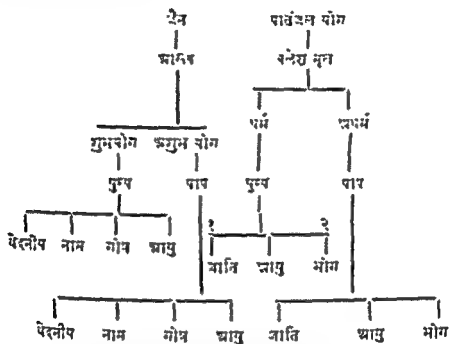 जैन पातंजल योग
आस्रव क्लेश मूल
धर्म अधर्म
शुभयोग अशुभ योग
पुण्य पाप पुण्य पाप
१ २
वेदनीय नाम गोत्र आयु जाति आयु भोग
वेदनीय नाम गोत्र आयु जाति आयु भोग